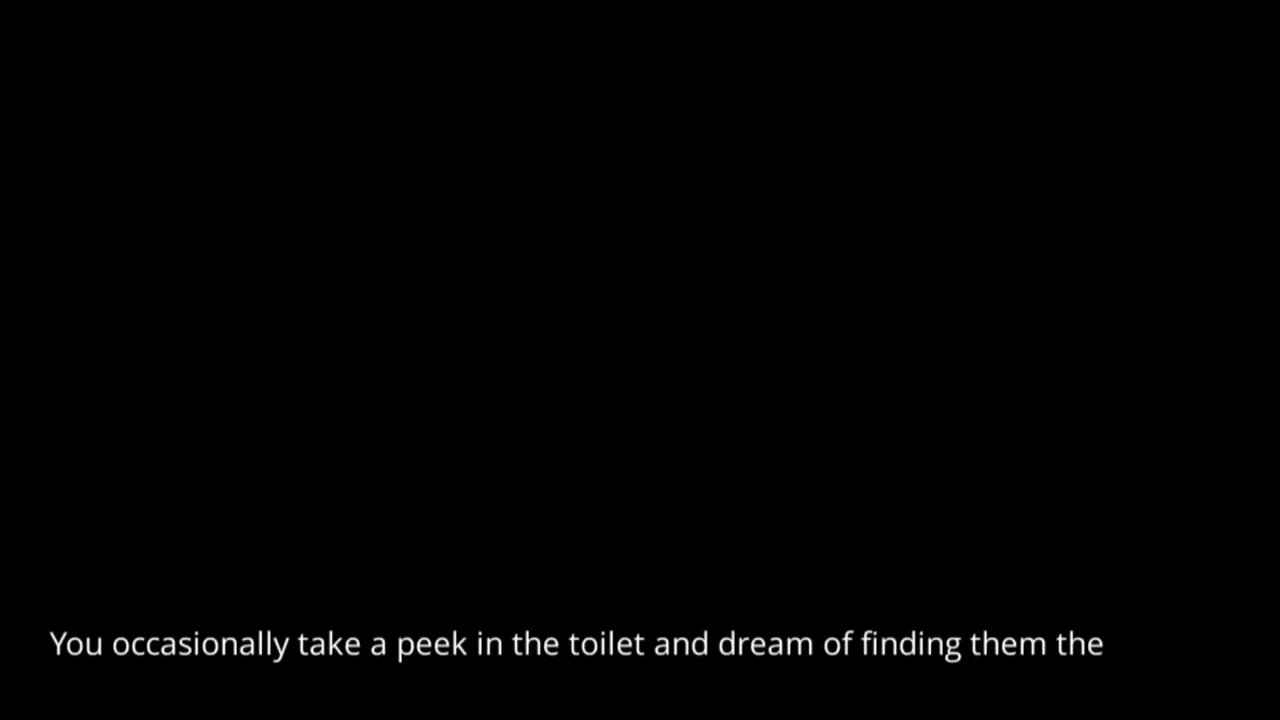 You occasionally take a peek in the toilet and dream of finding them the